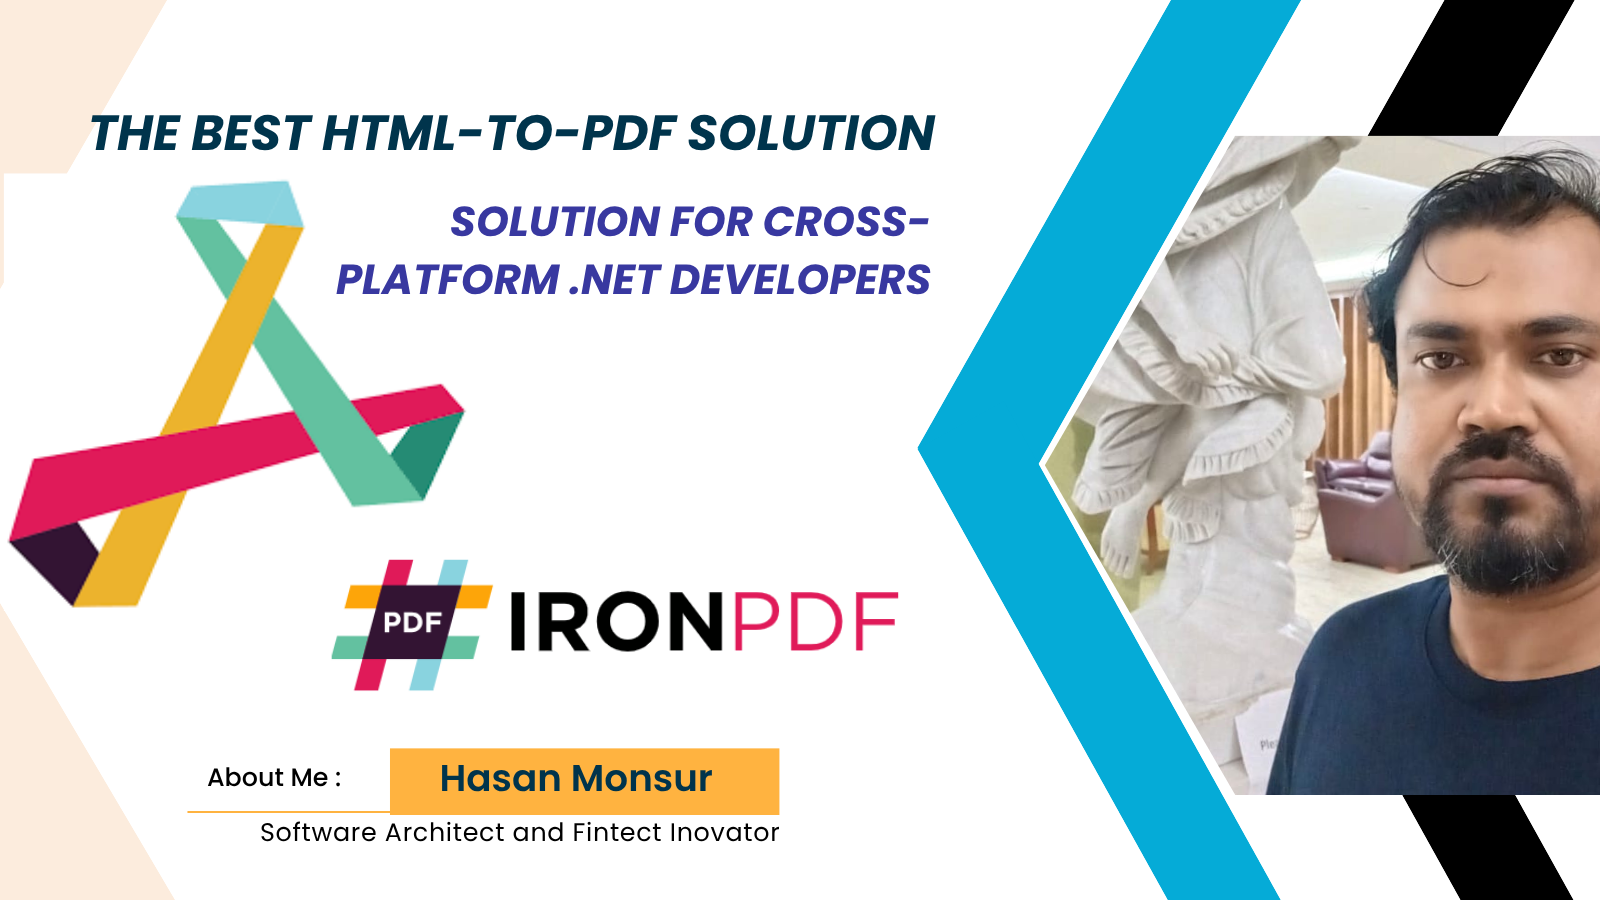 THE BEST HTML-TO-PDF SOLUTION
SOLUTION FOR CROSS-
PLATFORM .NET DEVELOPERS
PDF IRONPDF
About Me : Hasan Monsur
Software Architect and Fintect Inovator